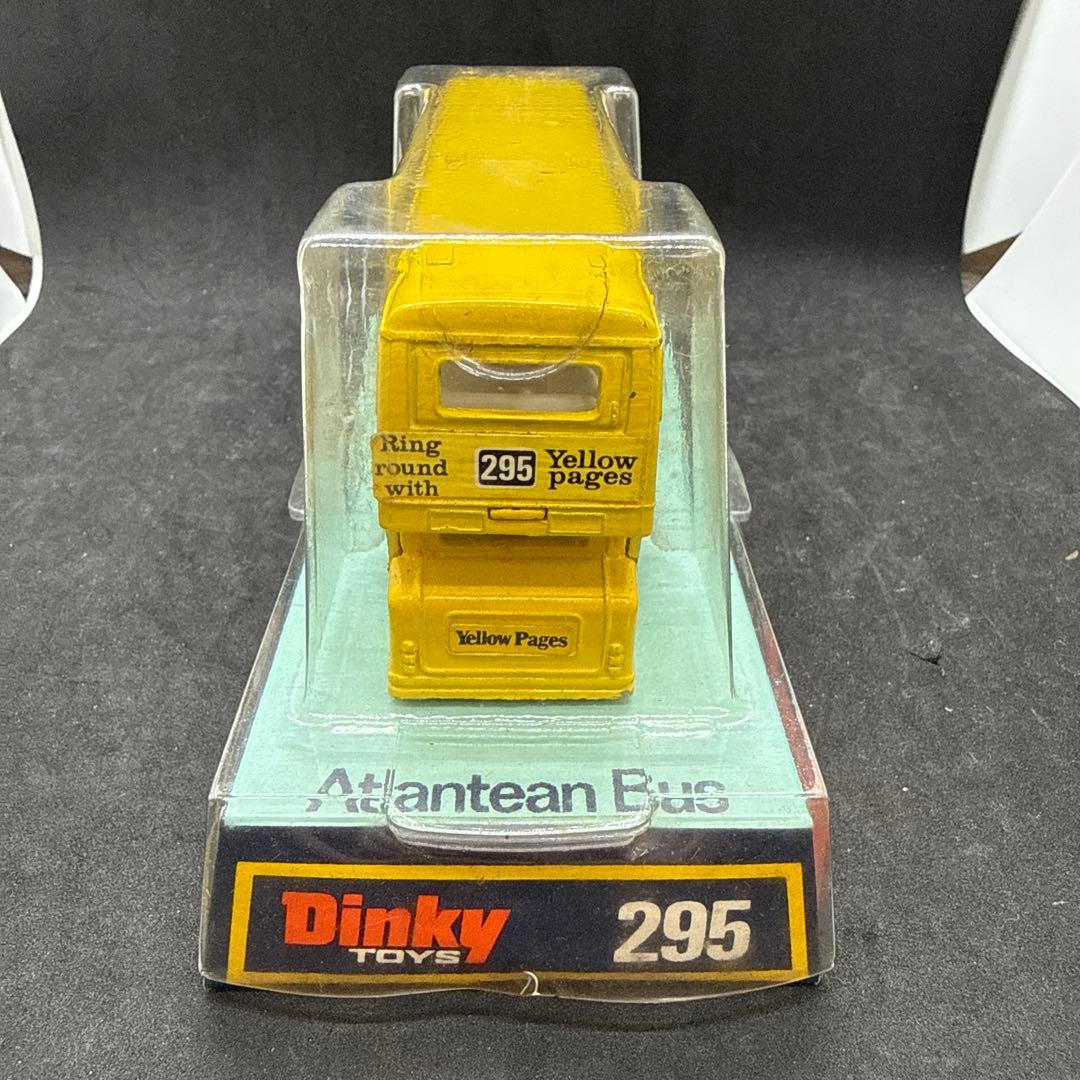 Ring
round
with
295
Yellow
pages
Yellow Pages
Atlantean Bus
Dinky
TOYS
295